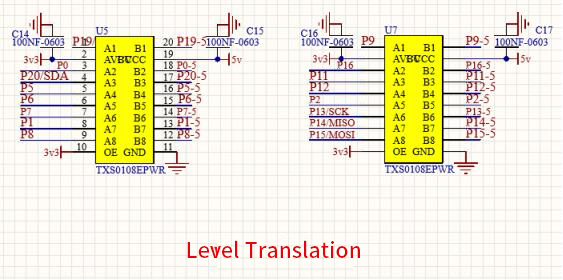 C14
100NF-0603
U5
C15
100NF-0603
P19
A1 B1
20 P19-5
3v3
2
AVCC BVCC
19
5v
P0
3
A2 B2
18 P0-5
P20/SDA 4
A3 B3
17 P20-5
P5 5
A4 B4
16 P5-5
P6 6
A5 B5
15 P6-5
P7 7
A6 B6
14 P7-5
P1 8
A7 B7
13 P1-5
P8 9
A8 B8
12 P8-5
3v3 10
OE GND
11
TXS0108EPWR
C16
100NF-0603
U7
C17
100NF-0603
P9
A1 B1
P9-5
3v3
AVCC BVCC
5v
P16
A2 B2
P16-5
P11
A3 B3
P11-5
P12
A4 B4
P12-5
P2
A5 B5
P2-5
P13/SCK
A6 B6
P13-5
P14/MISO
A7 B7
P14-5
P15/MOSI
A8 B8
P15-5
3v3
OE GND
TXS0108EPWR
Level Translation